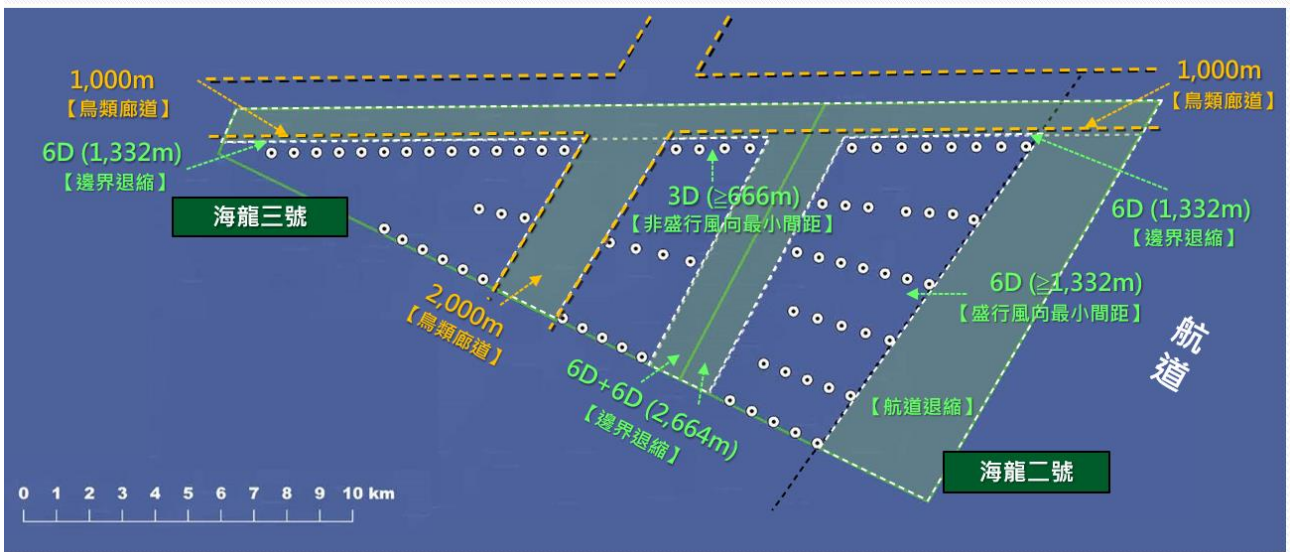 1,000m
【鳥類廊道】
6D (1,332m)
【邊界退縮】
海龍三號
3D (≧666m)
【非盛行風向最小間距】
1,000m
【鳥類廊道】
6D (1,332m)
【邊界退縮】
6D (≧1,332m)
【盛行風向最小間距】
2,000m
【鳥類廊道】
6D+6D (2,664m)
【邊界退縮】
【航道退縮】
航道
海龍二號
0 1 2 3 4 5 6 7 8 9 10 km